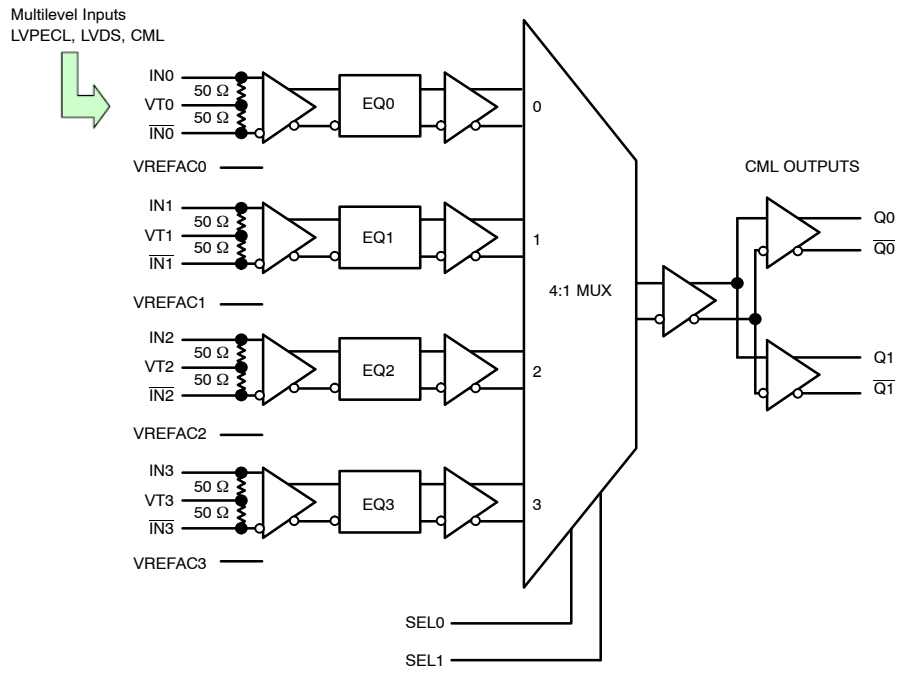 Multilevel Inputs
LVPECL, LVDS, CML
IN0
50 Ω
VT0
50 Ω
IN0
VREFAC0
EQ0
0
IN1
50 Ω
VT1
50 Ω
IN1
VREFAC1
EQ1
1
IN2
50 Ω
VT2
50 Ω
IN2
VREFAC2
EQ2
2
IN3
50 Ω
VT3
50 Ω
IN3
VREFAC3
EQ3
3
4:1 MUX
SEL0
SEL1
CML OUTPUTS
Q0
Q0
Q1
Q1